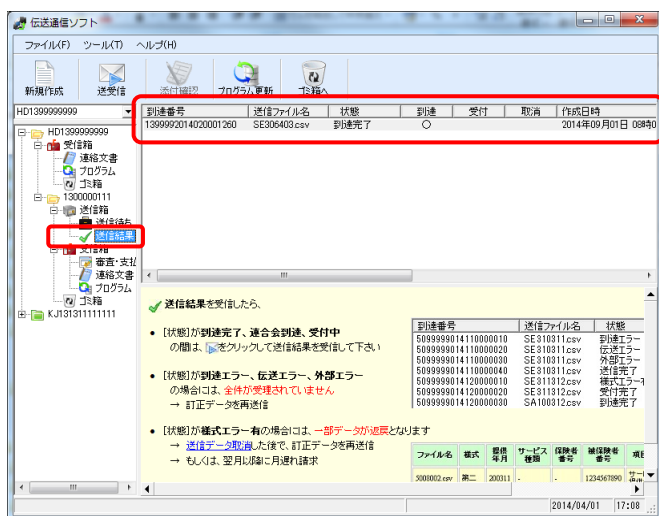 伝送通信ソフト
ファイル(F) ツール(T) ヘルプ(H)
新規作成 送受信 添付確認 プログラム更新 ゴミ箱へ
HD1399999999
到達番号 送信ファイル名 状態 到達 受付 取消 作成日時
1399992014020001260 SE306403.csv 到達完了 ○ 2014年09月01日 08時0
HD1399999999
受信箱
連絡文書
プログラム
ゴミ箱
1300000111
送信箱
送信待ち
送信結果
受信箱
審査・支払
連絡文書
プログラム
ゴミ箱
KJ131311111111
送信結果を受信したら、
• [状態]が到達完了、連合会到達、受付中
の間は、をクリックして送信結果を受信して下さい
• [状態]が到達エラー、伝送エラー、外部エラー
の場合には、全件が受理されていません
→ 訂正データを再送信
• [状態]が様式エラー有の場合には、一部データが返戻となります
→ 送信データ取消した後で、訂正データを再送信
→ もしくは、翌月以降に月遅れ請求
到達番号 送信ファイル名 状態
5099999014110000010 SE310311.csv 到達エラー
5099999014110000020 SE310311.csv 伝送エラー
5099999014110000030 SE310311.csv 外部エラー
5099999014110000040 SE310311.csv 送信完了
5099999014120000010 SE311312.csv 様式エラー有
5099999014120000020 SE311312.csv 受付完了
5099999014120000030 SA100312.csv 到達完了
ファイル名 様式 提供年月 サービス種類 保険者番号 被保険者番号 項目
5008002.csv 第二 200311 - - 1234567890
2014/04/01 17:08